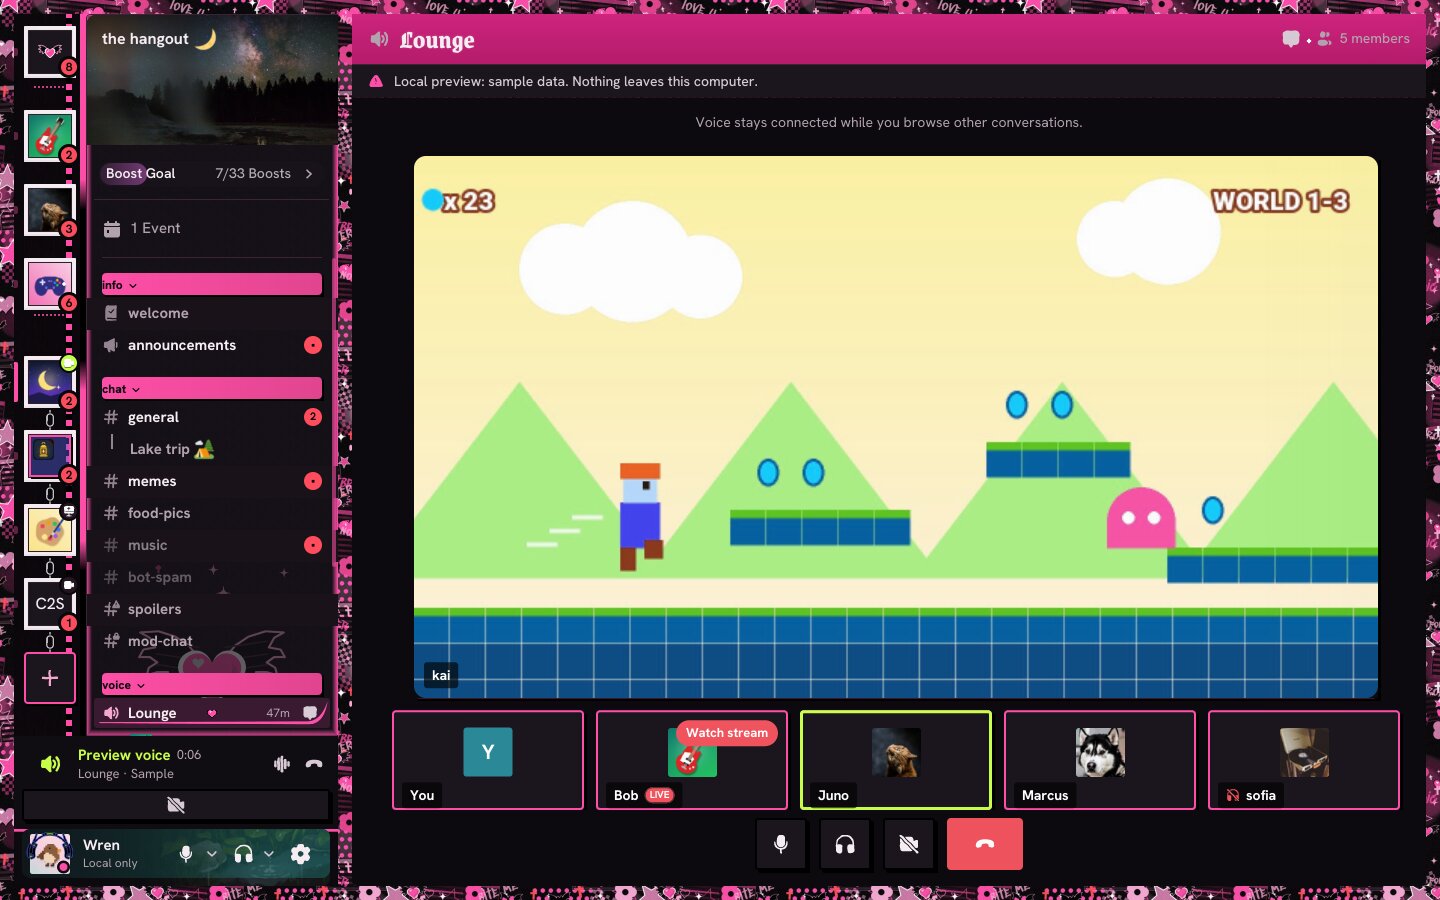 8
2
3
6
2
2
C2S
1
the hangout 🌙
Boost Goal
7/33 Boosts
1 Event
info
welcome
announcements
chat
general
2
Lake trip 🏕️
memes
food-pics
music
bot-spam
spoilers
mod-chat
voice
Lounge
47m
Preview voice 0:06
Lounge · Sample
Wren
Local only
Lounge
5 members
Local preview: sample data. Nothing leaves this computer.
Voice stays connected while you browse other conversations.
x 23
WORLD 1-3
kai
Y
You
Watch stream
Bob LIVE
Juno
Marcus
sofia